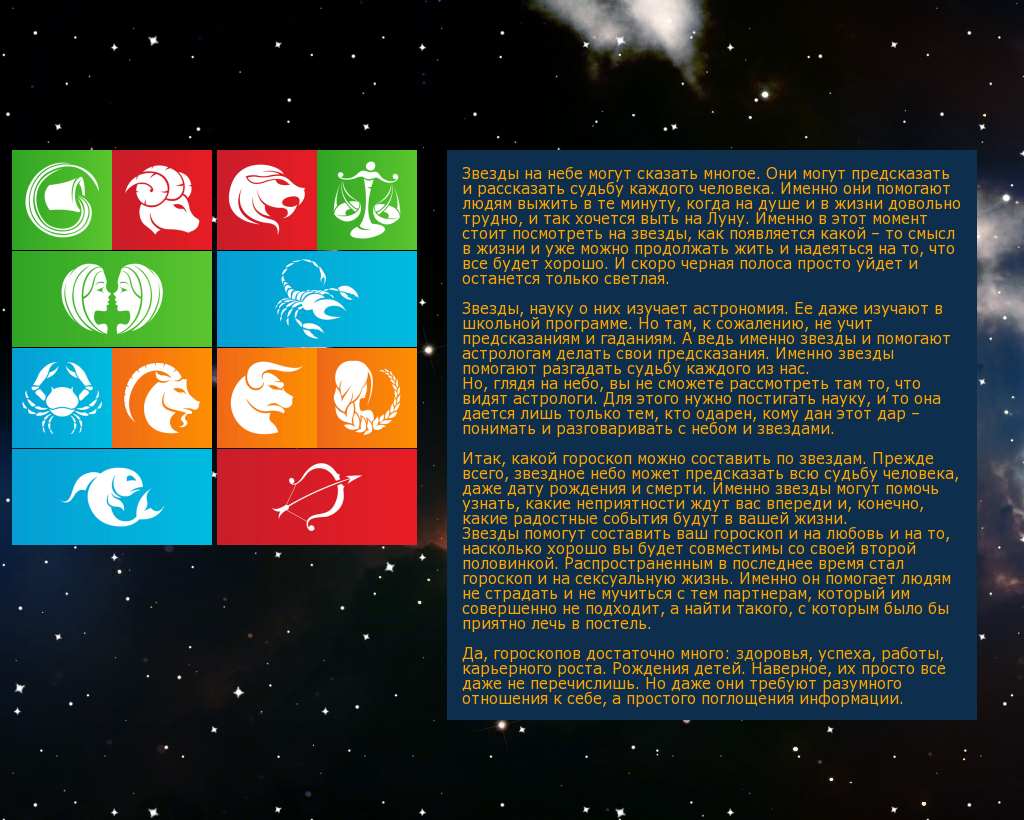 Звезды на небе могут сказать многое. Они могут предсказать
и рассказать судьбу каждого человека. Именно они помогают
людям выжить в те минуту, когда на душе и в жизни довольно
трудно, и так хочется выть на Луну. Именно в этот момент
стоит посмотреть на звезды, как появляется какой – то смысл
в жизни и уже можно продолжать жить и надеяться на то, что
все будет хорошо. И скоро черная полоса просто уйдет и
останется только светлая.
Звезды, науку о них изучает астрономия. Ее даже изучают в
школьной программе. Но там, к сожалению, не учит
предсказаниям и гаданиям. А ведь именно звезды и помогают
астрологам делать свои предсказания. Именно звезды
помогают разгадать судьбу каждого из нас.
Но, глядя на небо, вы не сможете рассмотреть там то, что
видят астрологи. Для этого нужно постигать науку, и то она
дается лишь только тем, кто одарен, кому дан этот дар –
понимать и разговаривать с небом и звездами.
Итак, какой гороскоп можно составить по звездам. Прежде
всего, звездное небо может предсказать всю судьбу человека,
даже дату рождения и смерти. Именно звезды могут помочь
узнать, какие неприятности ждут вас впереди и, конечно,
какие радостные события будут в вашей жизни.
Звезды помогут составить ваш гороскоп и на любовь и на то,
насколько хорошо вы будет совместимы со своей второй
половинкой. Распространенным в последнее время стал
гороскоп и на сексуальную жизнь. Именно он помогает людям
не страдать и не мучиться с тем партнерам, который им
совершенно не подходит, а найти такого, с которым было бы
приятно лечь в постель.
Да, гороскопов достаточно много: здоровья, успеха, работы,
карьерного роста. Рождения детей. Наверное, их просто все
даже не перечислишь. Но даже они требуют разумного
отношения к себе, а простого поглощения информации.